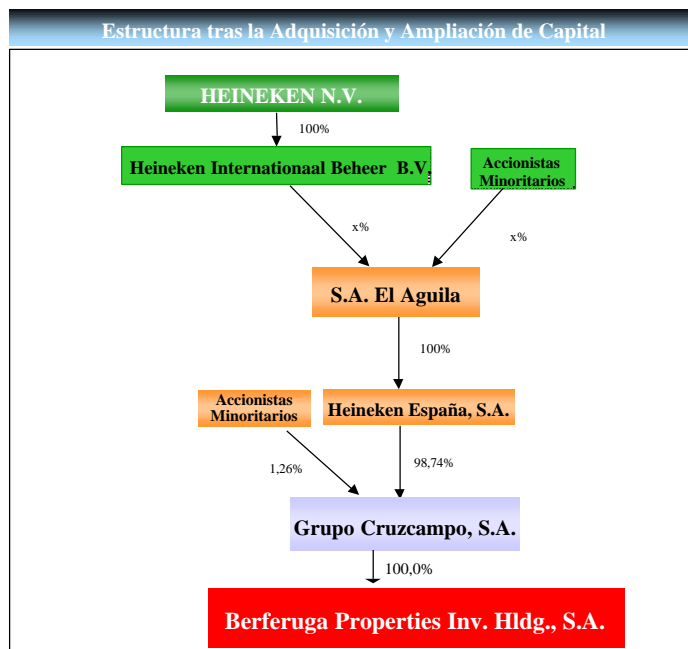 Estructura tras la Adquisición y Ampliación de Capital
HEINEKEN N.V.
100%
Heineken Internationaal Beheer B.V.
Accionistas
Minoritarios
x%
x%
S.A. El Aguila
100%
Accionistas
Minoritarios
Heineken España, S.A.
1,26%
98,74%
Grupo Cruzcampo, S.A.
100,0%
Berferuga Properties Inv. Hldg., S.A.